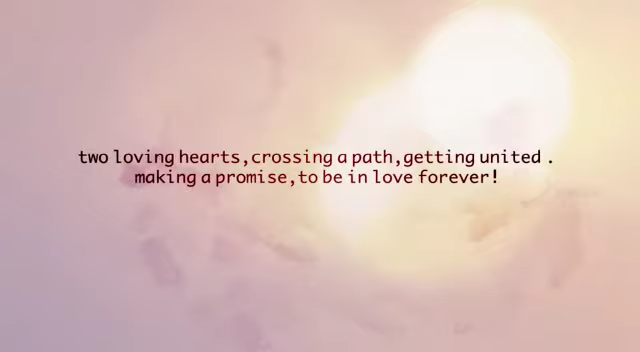 two loving hearts,crossing a path,getting united .
making a promise,to be in love forever!